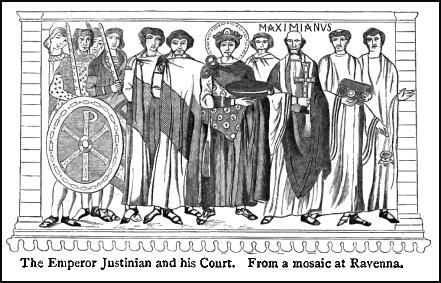 MAXIMIANVS
The Emperor Justinian and his Court. From a mosaic at Ravenna.